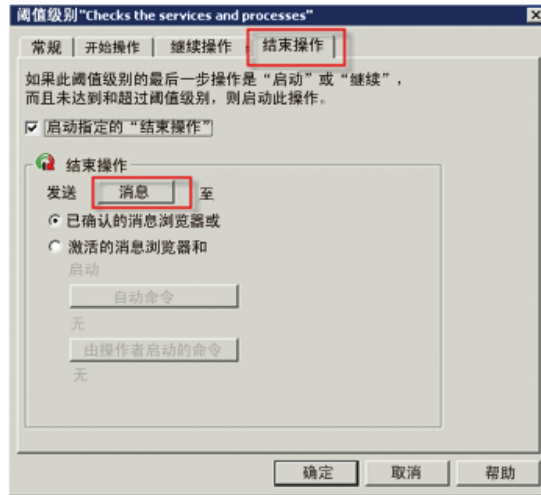 阈值级别"Checks the services and processes"
常规 开始操作 继续操作 结束操作
如果此阈值级别的最后一步操作是“启动”或“继续”，
而且未达到和超过阈值级别，则启动此操作。
启动指定的“结束操作”
结束操作
发送 消息 至
已确认的消息浏览器或
激活的消息浏览器和
启动
自动命令
无
由操作者启动的命令
无
确定 取消 帮助